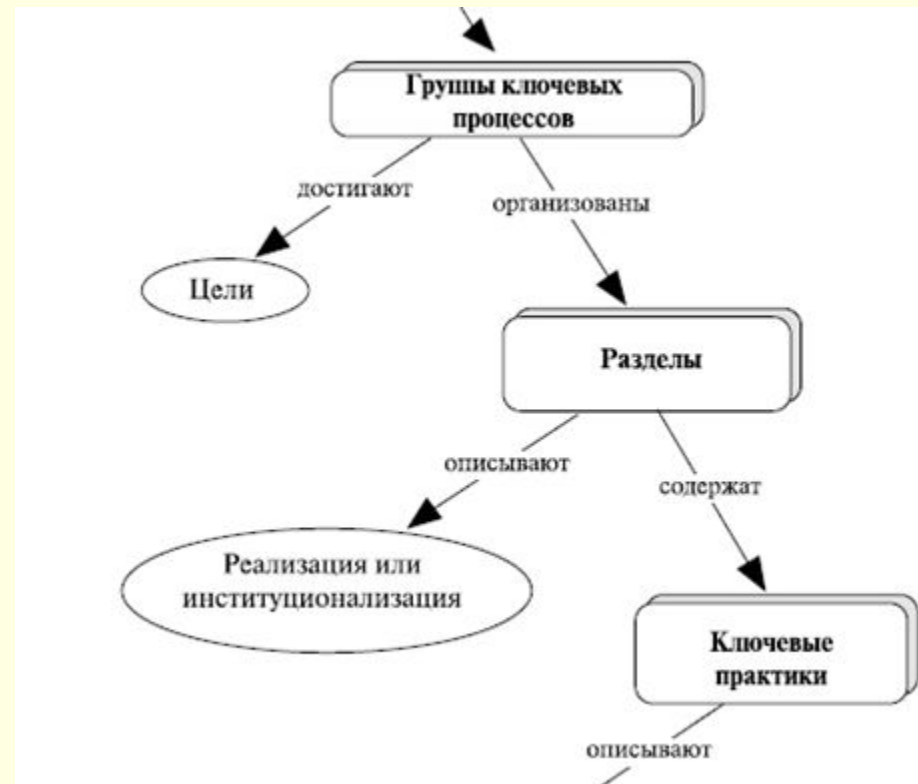 Группы ключевых
процессов
достигают
организованы
Цели
Разделы
описывают
содержат
Реализация или
институционализация
Ключевые
практики
описывают